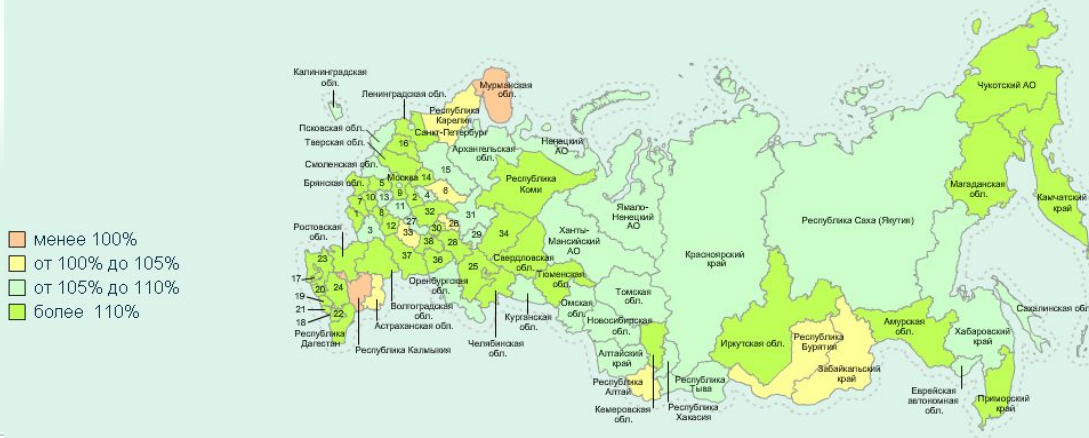 Калининградская
обл.
Мурманская
обл.
Чукотский АО
Ленинградская обл.
Республика
Карелия
Санкт-Петербург
Псковская обл.
Тверская обл.
Смоленская обл.
Брянская обл.
Москва
Архангельская
обл.
Ненецкий
АО
Республика
Коми
Магаданская
обл.
Камчатский
край
Ямало-
Ненецкий
АО
Республика Саха (Якутия)
Ростовская
обл.
Ханты-
Мансийский
АО
Красноярский
край
Свердловская
обл.
Тюменская
обл.
Оренбургская
обл.
Томская
обл.
Омская
обл.
Новосибирская
обл.
Волгоградская
обл.
Астраханская обл.
Курганская
обл.
Челябинская
обл.
Республика
Дагестан
Республика Калмыкия
Алтайский
край
Республика
Алтай
Кемеровская
обл.
Республика
Хакасия
Республика
Тыва
Иркутская обл.
Республика
Бурятия
Забайкальский
край
Амурская
обл.
Хабаровский
край
Сахалинская обл
Еврейская
автономная
обл.
Приморский
край
16
15
14
5
9
2
4
6
7
10
13
11
1
8
3
12
27
32
31
33
30
26
29
34
38
28
37
36
25
23
17
24
20
19
21
22
18
менее 100%
от 100% до 105%
от 105% до 110%
более 110%